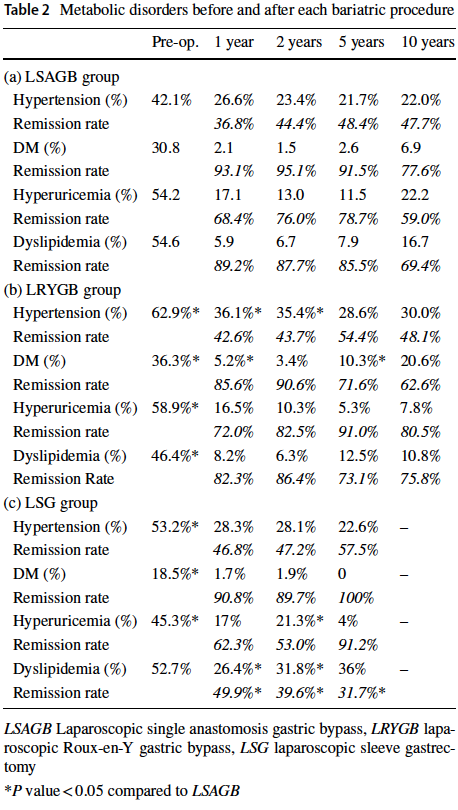 Table 2 Metabolic disorders before and after each bariatric procedure
Pre-op. 1 year 2 years 5 years 10 years
(a) LSAGB group
Hypertension (%) 42.1% 26.6% 23.4% 21.7% 22.0%
Remission rate 36.8% 44.4% 48.4% 47.7%
DM (%) 30.8 2.1 1.5 2.6 6.9
Remission rate 93.1% 95.1% 91.5% 77.6%
Hyperuricemia (%) 54.2 17.1 13.0 11.5 22.2
Remission rate 68.4% 76.0% 78.7% 59.0%
Dyslipidemia (%) 54.6 5.9 6.7 7.9 16.7
Remission rate 89.2% 87.7% 85.5% 69.4%
(b) LRYGB group
Hypertension (%) 62.9%* 36.1%* 35.4%* 28.6% 30.0%
Remission rate 42.6% 43.7% 54.4% 48.1%
DM (%) 36.3%* 5.2%* 3.4% 10.3%* 20.6%
Remission rate 85.6% 90.6% 71.6% 62.6%
Hyperuricemia (%) 58.9%* 16.5% 10.3% 5.3% 7.8%
Remission rate 72.0% 82.5% 91.0% 80.5%
Dyslipidemia (%) 46.4%* 8.2% 6.3% 12.5% 10.8%
Remission Rate 82.3% 86.4% 73.1% 75.8%
(c) LSG group
Hypertension (%) 53.2%* 28.3% 28.1% 22.6% –
Remission rate 46.8% 47.2% 57.5%
DM (%) 18.5%* 1.7% 1.9% 0 –
Remission rate 90.8% 89.7% 100%
Hyperuricemia (%) 45.3%* 17% 21.3%* 4% –
Remission rate 62.3% 53.0% 91.2%
Dyslipidemia (%) 52.7% 26.4%* 31.8%* 36% –
Remission rate 49.9%* 39.6%* 31.7%*
LSAGB Laparoscopic single anastomosis gastric bypass, LRYGB lapa-
roscopic Roux-en-Y gastric bypass, LSG laparoscopic sleeve gastrec-
tomy
*P value < 0.05 compared to LSAGB